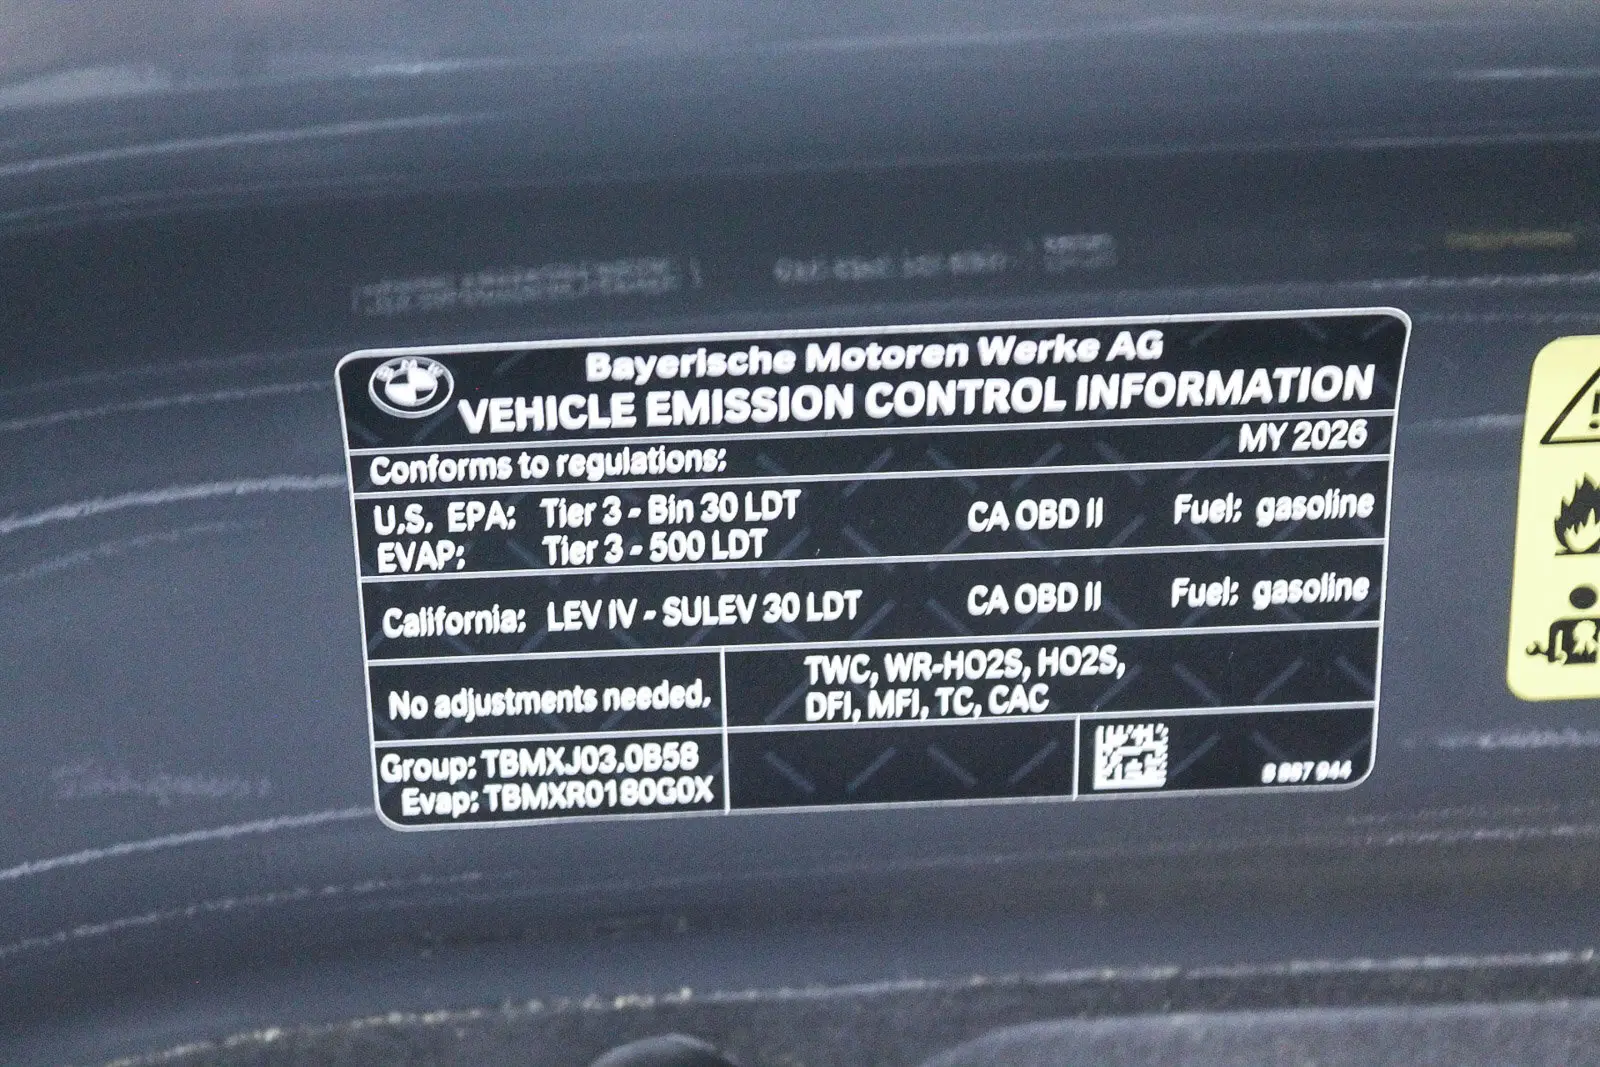 BMW
Bayerische Motoren Werke AG
VEHICLE EMISSION CONTROL INFORMATION
MY 2026
Conforms to regulations:
U.S. EPA: Tier 3 - Bin 30 LDT CA OBD II Fuel: gasoline
EVAP: Tier 3 - 500 LDT
California: LEV IV - SULEV 30 LDT CA OBD II Fuel: gasoline
No adjustments needed.
TWC, WR-HO2S, HO2S,
DFI, MFI, TC, CAC
Group: TBMXJ03.0B58
Evap: TBMXR0180G0X